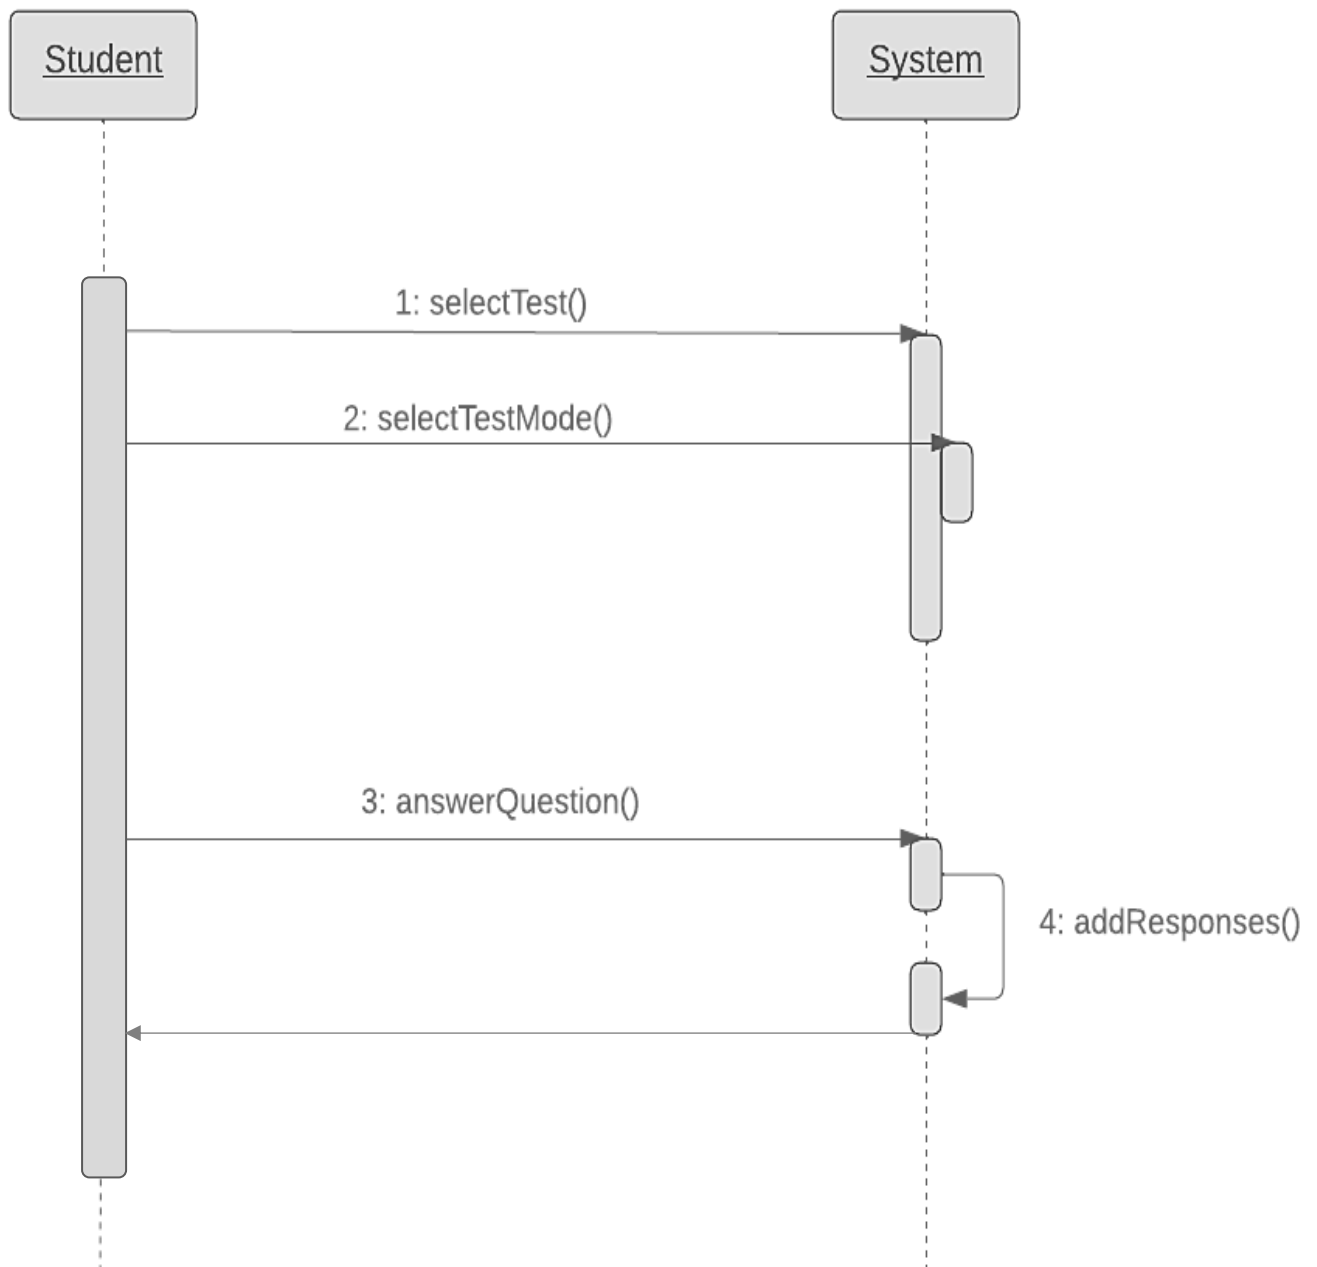 Student
System
1: selectTest()
2: selectTestMode()
3: answerQuestion()
4: addResponses()